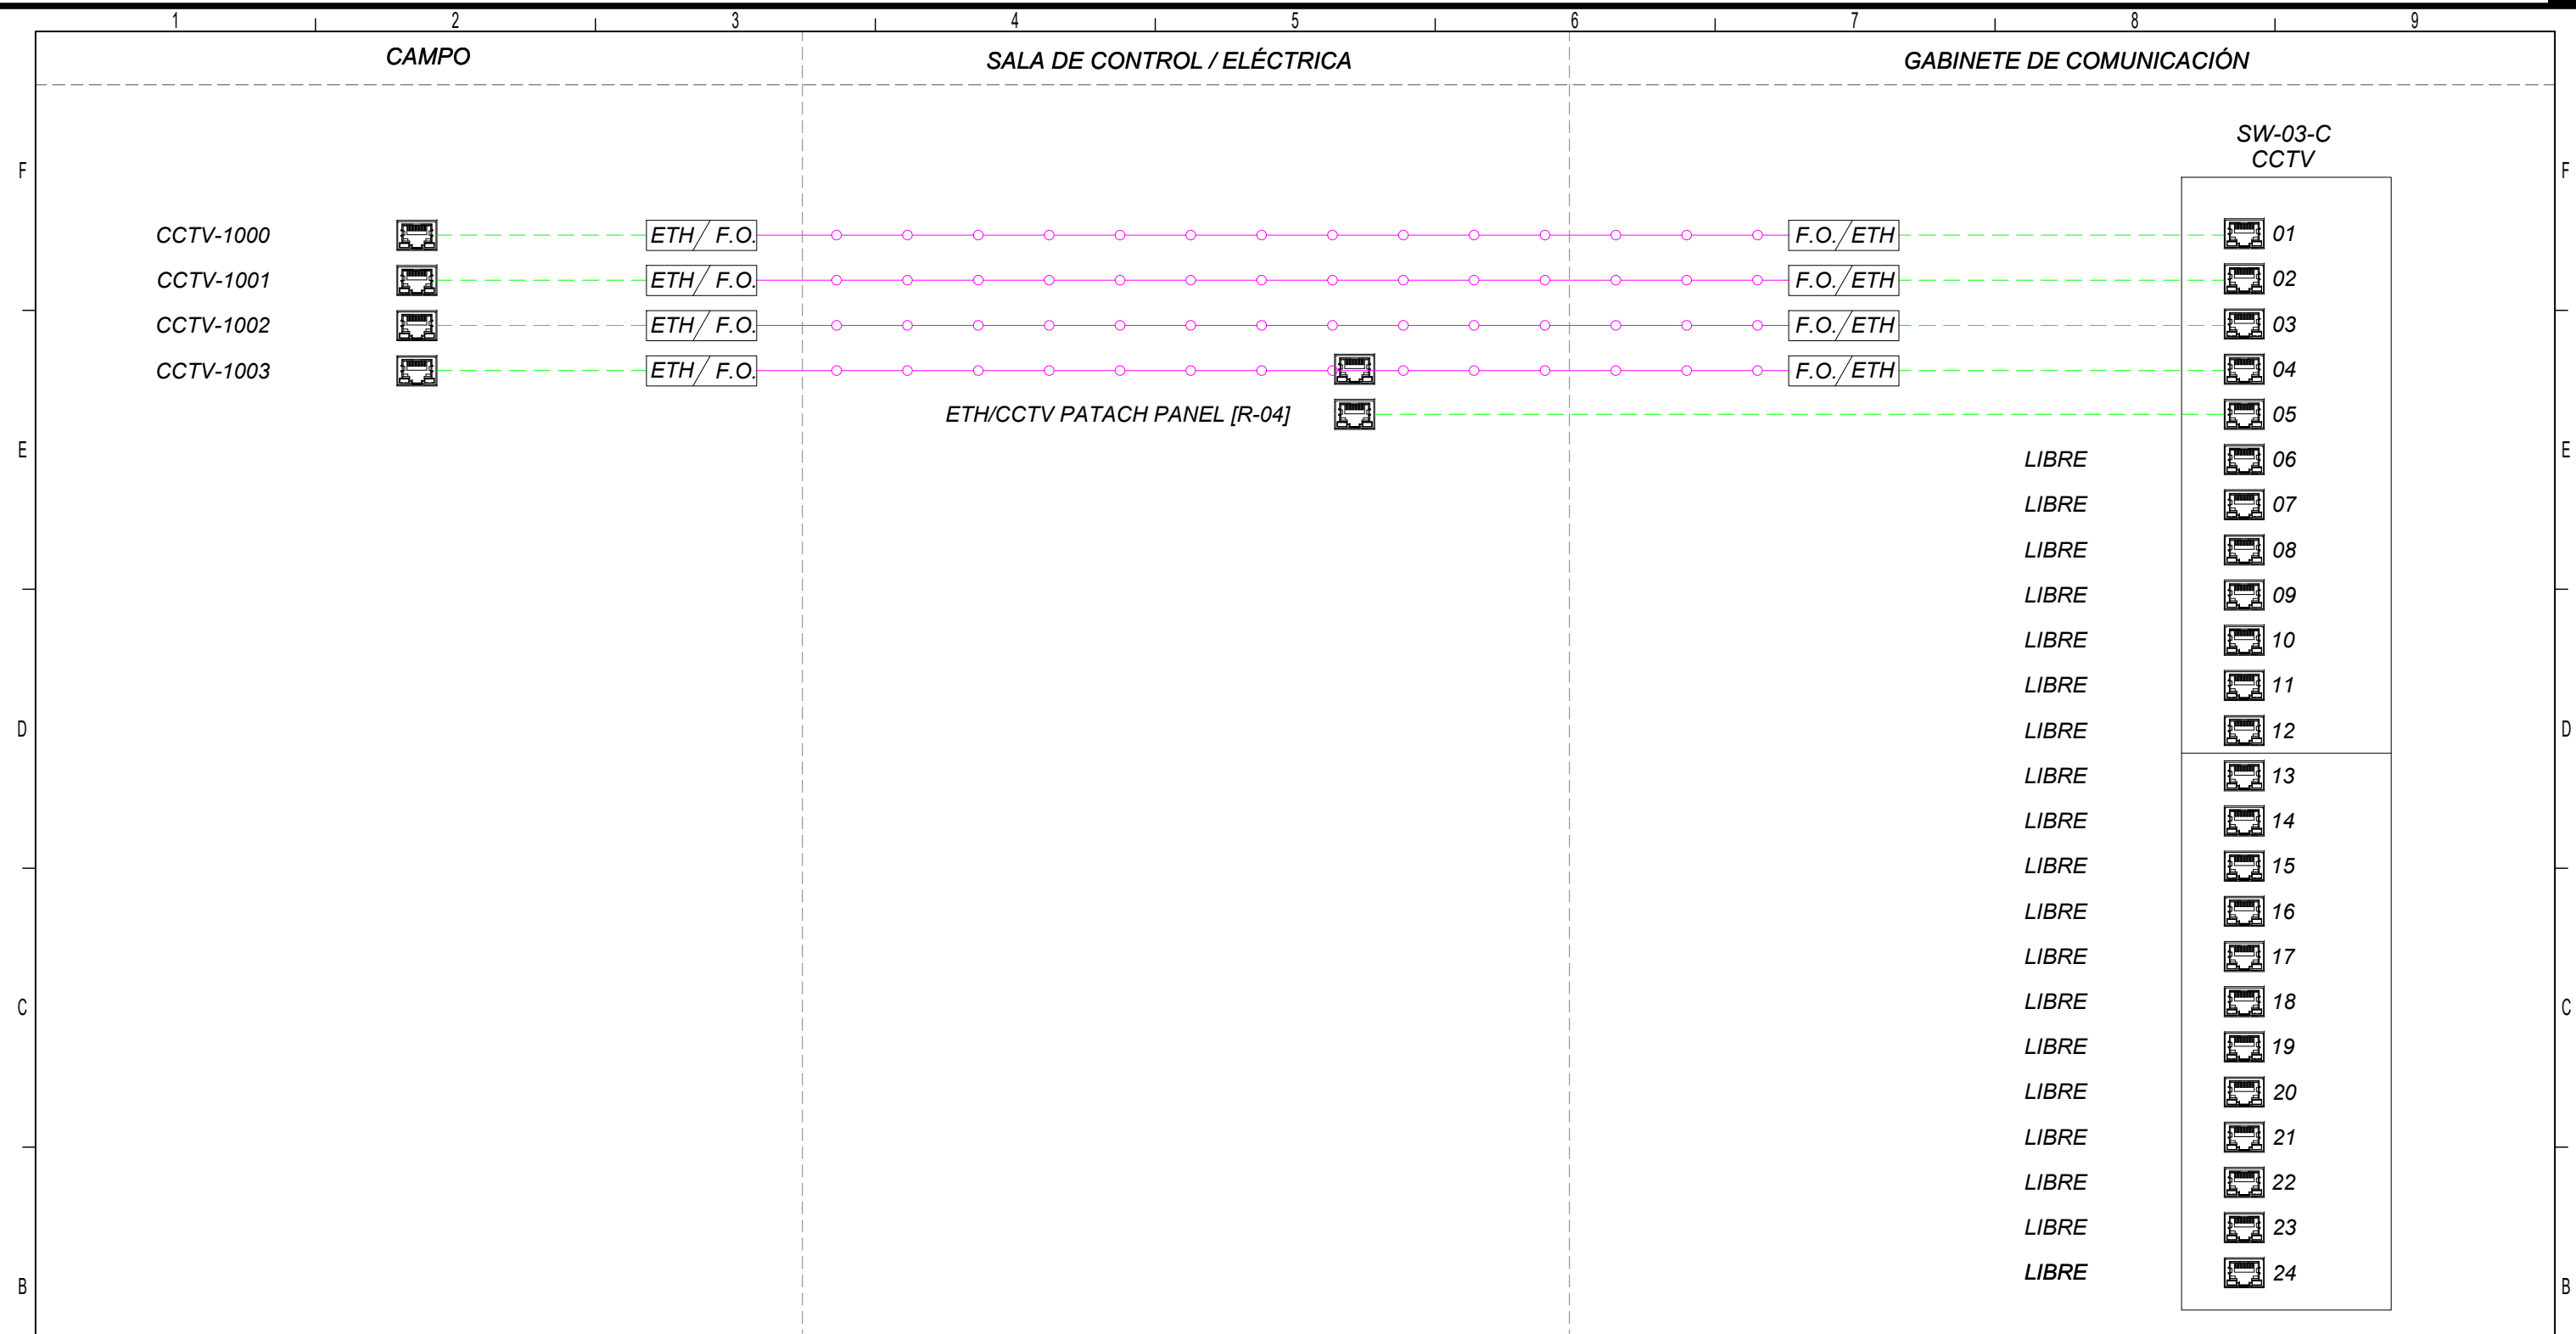 1 2 3 4 5 6 7 8 9
CAMPO SALA DE CONTROL / ELÉCTRICA GABINETE DE COMUNICACIÓN
SW-03-C
CCTV
F F
CCTV-1000 ETH/ F.O. F.O./ETH 01
CCTV-1001 ETH/ F.O. F.O./ETH 02
CCTV-1002 ETH/ F.O. F.O./ETH 03
CCTV-1003 ETH/ F.O. F.O./ETH 04
ETH/CCTV PATACH PANEL [R-04] 05
E E
LIBRE 06
LIBRE 07
LIBRE 08
LIBRE 09
LIBRE 10
LIBRE 11
D D
LIBRE 12
LIBRE 13
LIBRE 14
LIBRE 15
LIBRE 16
LIBRE 17
LIBRE 18
C C
LIBRE 19
LIBRE 20
LIBRE 21
LIBRE 22
LIBRE 23
LIBRE 24
B B